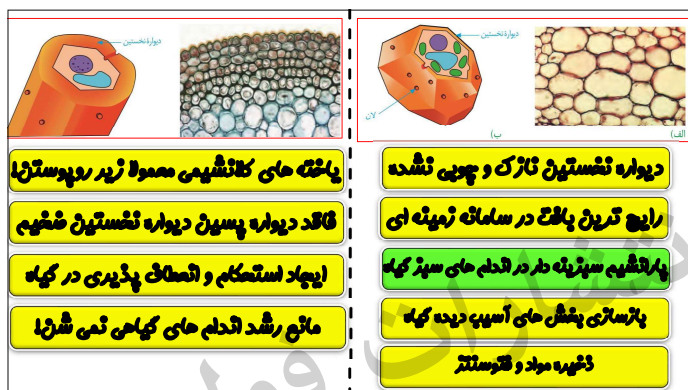 دیوارهٔ نخستین
لان
الف)
ب)
دیواره نخستین نازک و چوبی نشده
رایج ترین بافت در سامانه زمینه ای
پارانشیم سبزینه دار در اندام های سبز گیاه
بازسازی بخش های آسیب دیده گیاه
ذخیره مواد و فتوسنتز
دیوارهٔ نخستین
یاخته های کلانشیمی معمولا زیر روپوستن!
فاقد دیواره پسین دیواره نخستین ضخیم
ایجاد استحکام و انعطاف پذیری در گیاه
مانع رشد اندام های گیاهی نمی شن!
انتشارات